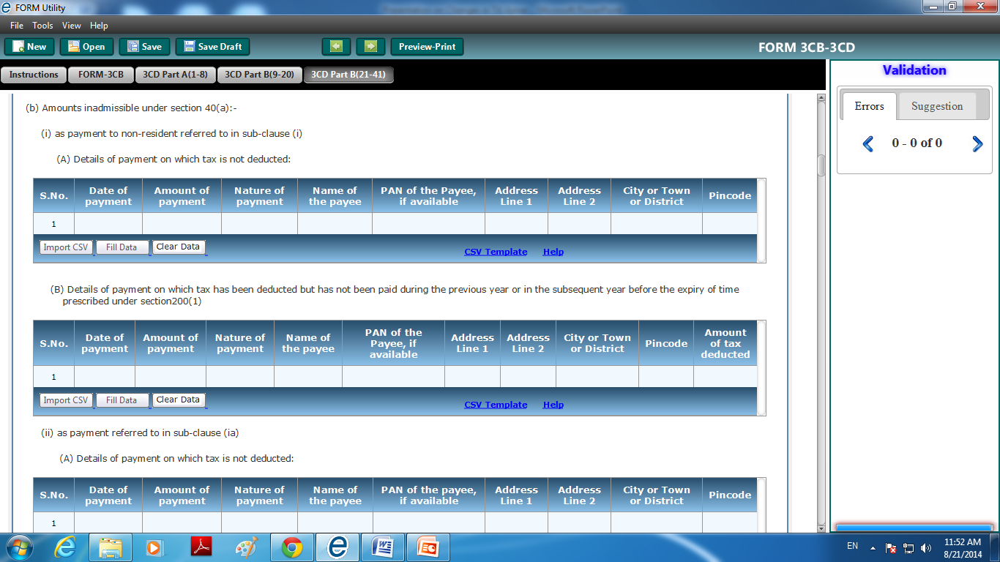 FORM Utility
File Tools View Help
New Open Save Save Draft Preview-Print FORM 3CB-3CD
Instructions FORM-3CB 3CD Part A(1-8) 3CD Part B(9-20) 3CD Part B(21-41)
Validation
Errors Suggestion
0 - 0 of 0
(b) Amounts inadmissible under section 40(a):-
(i) as payment to non-resident referred to in sub-clause (i)
(A) Details of payment on which tax is not deducted:
S.No. Date of payment Amount of payment Nature of payment Name of the payee PAN of the Payee, if available Address Line 1 Address Line 2 City or Town or District Pincode
1
Import CSV Fill Data Clear Data CSV Template Help
(B) Details of payment on which tax has been deducted but has not been paid during the previous year or in the subsequent year before the expiry of time
prescribed under section200(1)
S.No. Date of payment Amount of payment Nature of payment Name of the payee PAN of the Payee, if available Address Line 1 Address Line 2 City or Town or District Pincode Amount of tax deducted
1
Import CSV Fill Data Clear Data CSV Template Help
(ii) as payment referred to in sub-clause (ia)
(A) Details of payment on which tax is not deducted:
S.No. Date of payment Amount of payment Nature of payment Name of the payee PAN of the payee, if available Address Line 1 Address Line 2 City or Town or District Pincode
1
EN
11:52 AM
8/21/2014